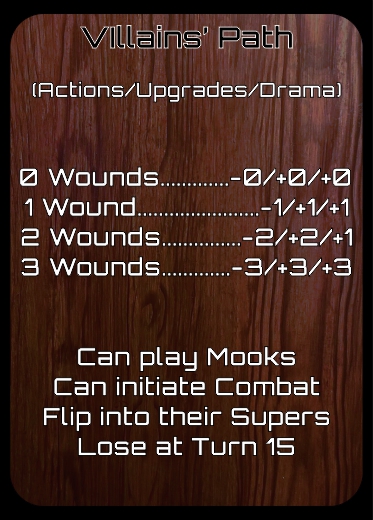 VIllains' Path
(Actions/Upgrades/Drama)
0 Wounds.............-0/+0/+0
1 Wound.......................-1/+1/+1
2 Wounds...............-2/+2/+1
3 Wounds.............-3/+3/+3
Can play Mooks
Can initiate Combat
Flip into their Supers
Lose at Turn 15